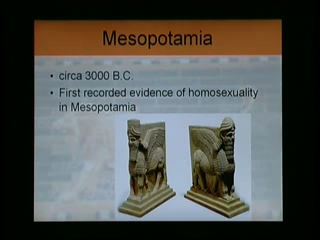 Mesopotamia
• circa 3000 B.C.
• First recorded evidence of homosexuality
in Mesopotamia